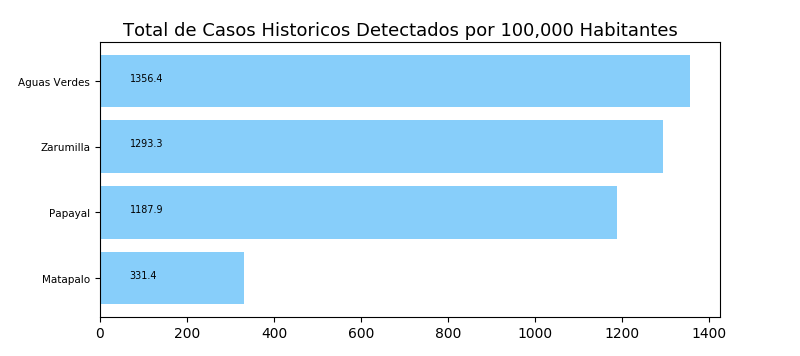 Total de Casos Historicos Detectados por 100,000 Habitantes
Aguas Verdes 1356.4
Zarumilla 1293.3
Papayal 1187.9
Matapalo 331.4
0 200 400 600 800 1000 1200 1400